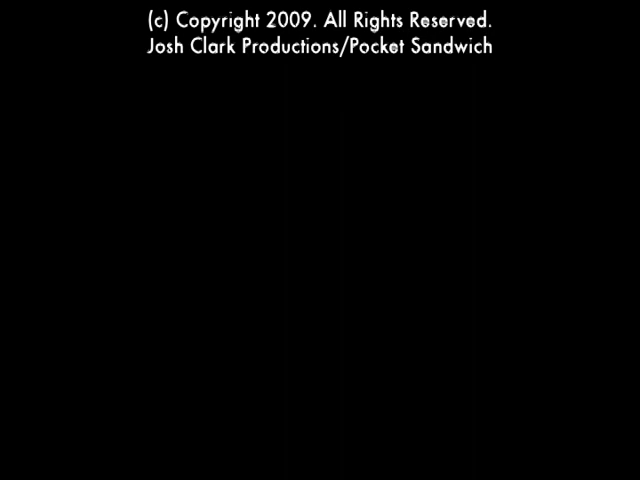 (c) Copyright 2009. All Rights Reserved.
Josh Clark Productions/Pocket Sandwich